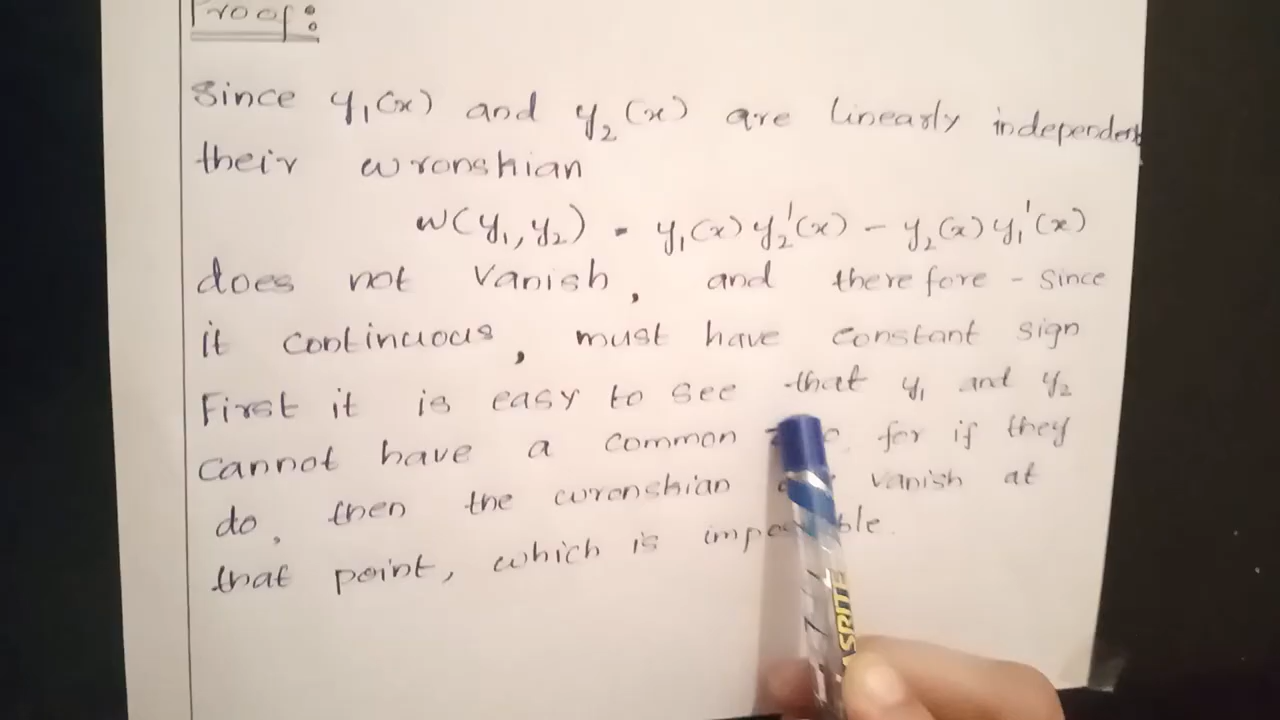 Proof:
Since y₁(x) and y₂(x) are linearly independent
their wronshian
W(y₁, y₂) = y₁(x) y₂'(x) - y₂(x) y₁'(x)
does not vanish, and therefore - since
it continuous, must have constant sign
First it is easy to see that y₁ and y₂
cannot have a common for if they
do, then the wronshian vanish at
that point, which is